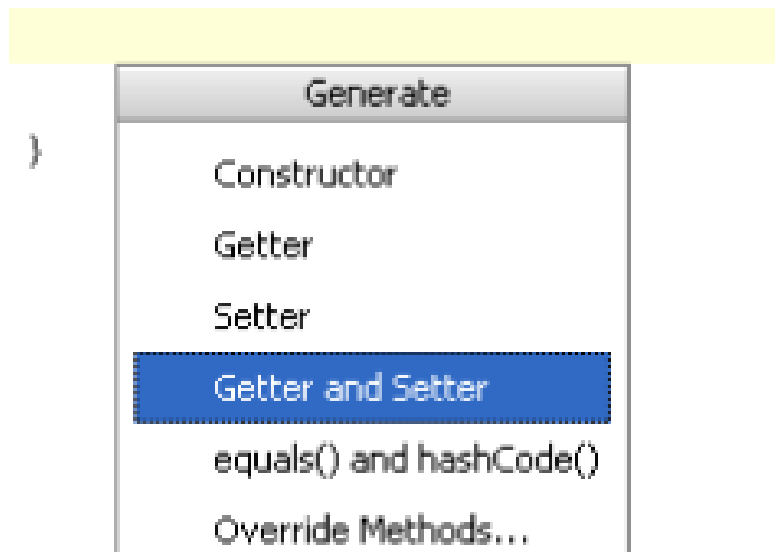 Generate
}
Constructor
Getter
Setter
Getter and Setter
equals() and hashCode()
Override Methods...